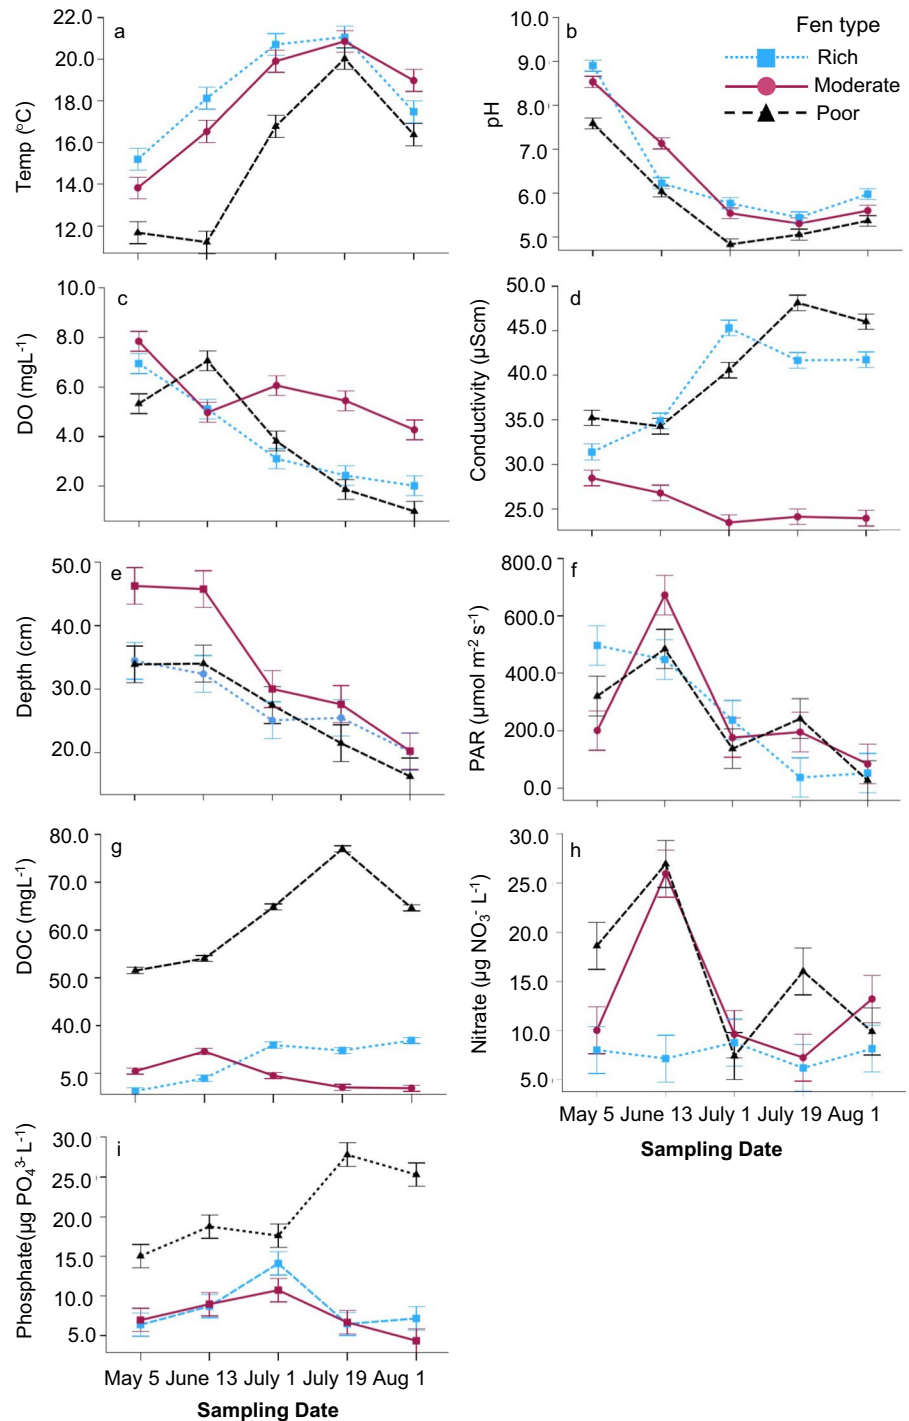 a
22.0
20.0
18.0
16.0
14.0
12.0
Temp (°C)
b
10.0
9.0
8.0
7.0
6.0
5.0
pH
Fen type
Rich
Moderate
Poor
c
10.0
8.0
6.0
4.0
2.0
DO (mgL-1)
d
50.0
45.0
40.0
35.0
30.0
25.0
Conductivity (µScm)
e
50.0
40.0
30.0
20.0
Depth (cm)
f
800.0
600.0
400.0
200.0
0.0
PAR (µmol m-2 s-1)
g
80.0
70.0
60.0
50.0
40.0
5.0
DOC (mgL-1)
h
30.0
25.0
20.0
15.0
10.0
5.0
Nitrate (µg NO3- L-1)
May 5 June 13 July 1 July 19 Aug 1
Sampling Date
i
30.0
25.0
20.0
15.0
10.0
5.0
Phosphate(µg PO43- L-1)
May 5 June 13 July 1 July 19 Aug 1
Sampling Date